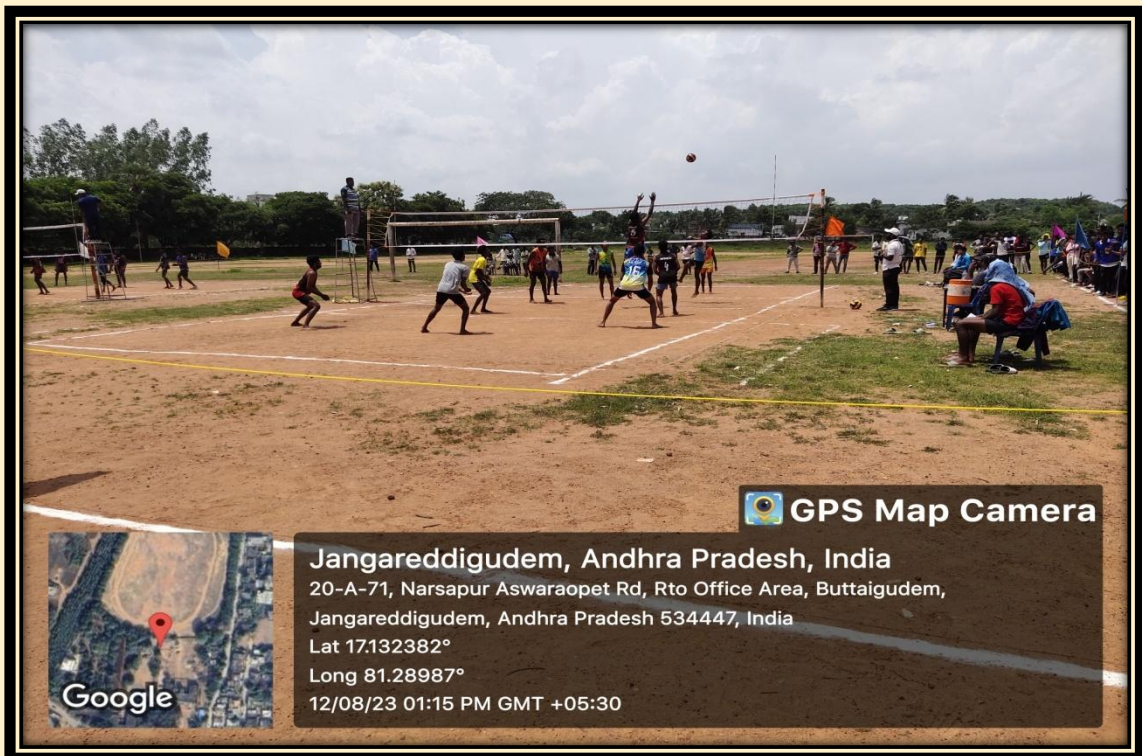 GPS Map Camera
Jangareddigudem, Andhra Pradesh, India
20-A-71, Narsapur Aswaraopet Rd, Rto Office Area, Buttaigudem,
Jangareddigudem, Andhra Pradesh 534447, India
Lat 17.132382°
Long 81.28987°
12/08/23 01:15 PM GMT +05:30
Google
16